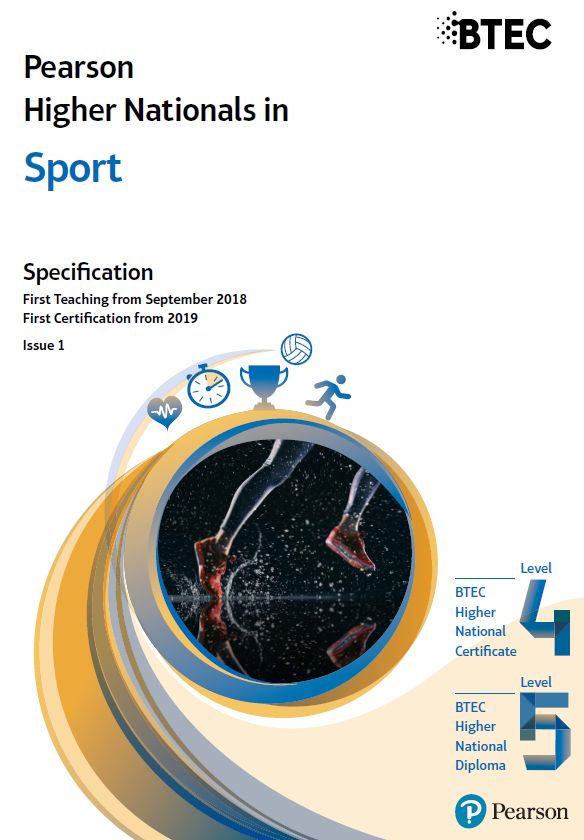 BTEC
Pearson
Higher Nationals in
Sport
Specification
First Teaching from September 2018
First Certification from 2019
Issue 1
Level
4
BTEC
Higher
National
Certificate
Level
5
BTEC
Higher
National
Diploma
P Pearson